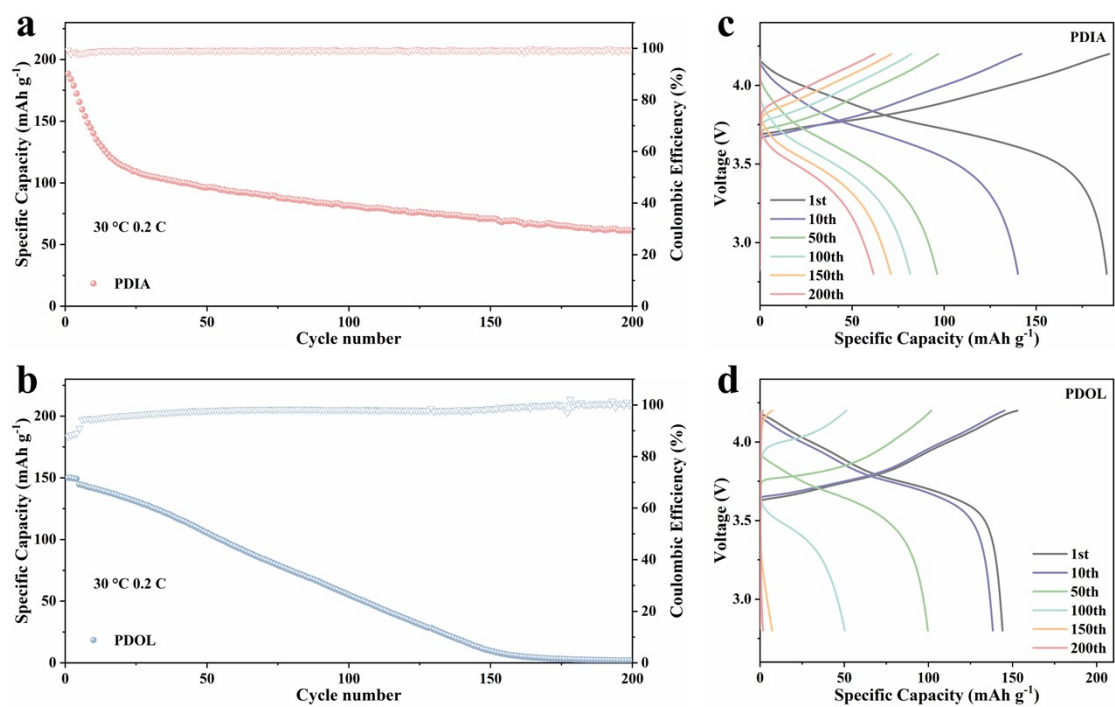 a
Specific Capacity (mAh g⁻¹)
200
150
100
50
0
30 °C 0.2 C
PDIA
0 50 100 150 200
Cycle number
100
80
60
40
20
0
Coulombic Efficiency (%)
c
PDIA
Voltage (V)
4.0
3.5
3.0
1st
10th
50th
100th
150th
200th
0 50 100 150
Specific Capacity (mAh g⁻¹)
b
Specific Capacity (mAh g⁻¹)
200
150
100
50
0
30 °C 0.2 C
PDOL
0 50 100 150 200
Cycle number
100
80
60
40
20
0
Coulombic Efficiency (%)
d
PDOL
Voltage (V)
4.0
3.5
3.0
1st
10th
50th
100th
150th
200th
0 50 100 150 200
Specific Capacity (mAh g⁻¹)